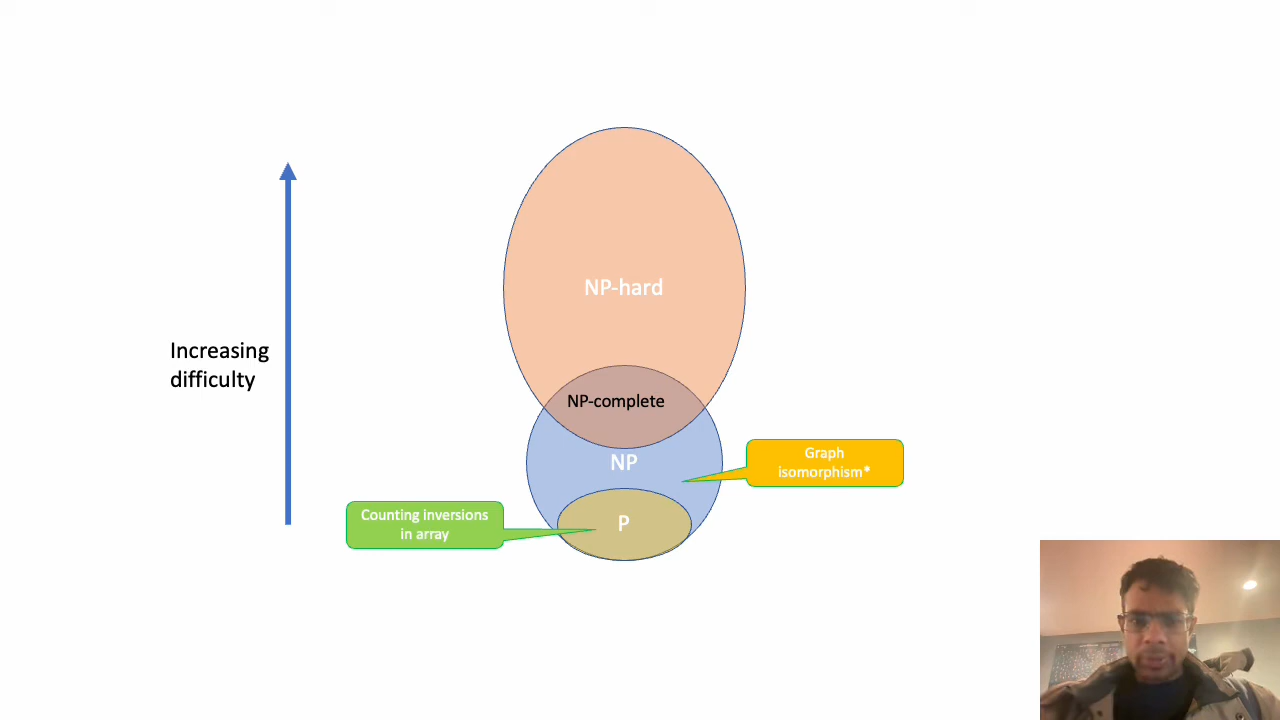 NP-hard
Increasing
difficulty
NP-complete
NP
Graph
isomorphism*
P
Counting inversions
in array